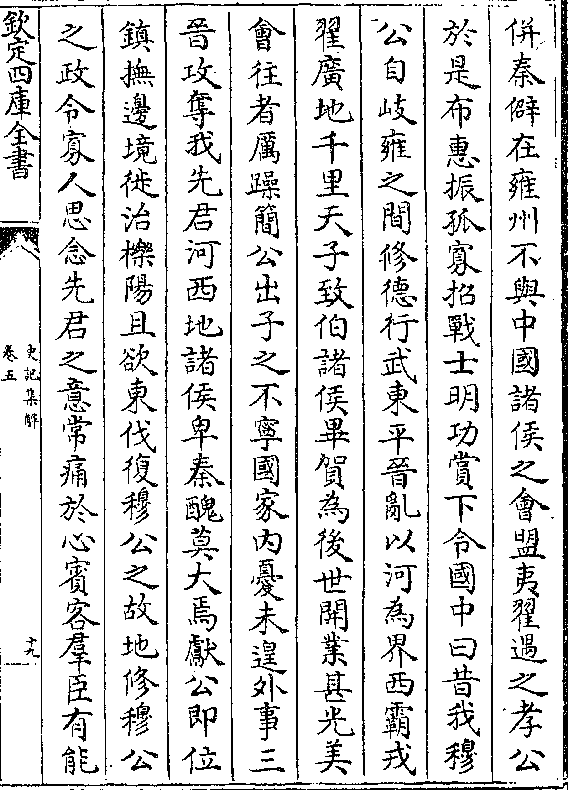 併秦僻在雍州不與中國諸侯之會盟夷翟遇之孝公
於是布惠振孤寡招戰士明功賞下令國中曰昔我穆
公自岐雍之間修德行武東平晉亂以河為界西霸戎
翟廣地千里天子致伯諸侯畢賀為後世開業甚光美
會往者厲躁簡公出子之不寧國家内憂未遑外事三
晉攻奪我先君河西地諸侯卑秦醜莫大焉獻公即位
鎮撫邊境徙治櫟陽且欲東伐復穆公之故地修穆公
之政令寡人思念先君之意常痛於心賓客羣臣有能
欽定四庫全書
史記集解
卷五
十九